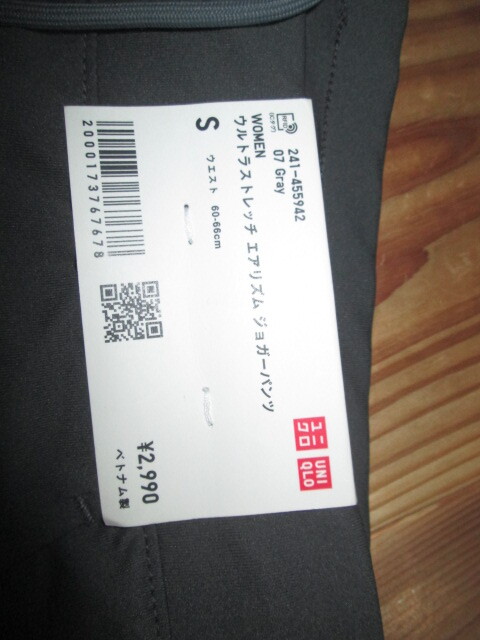 241-455942
07 Gray
WOMEN
ウルトラストレッチ エアリズム ジョガーパンツ
S
ウエスト 60-66cm
2000173767678
ユニクロ
UNIQLO
¥2,990
ベトナム製